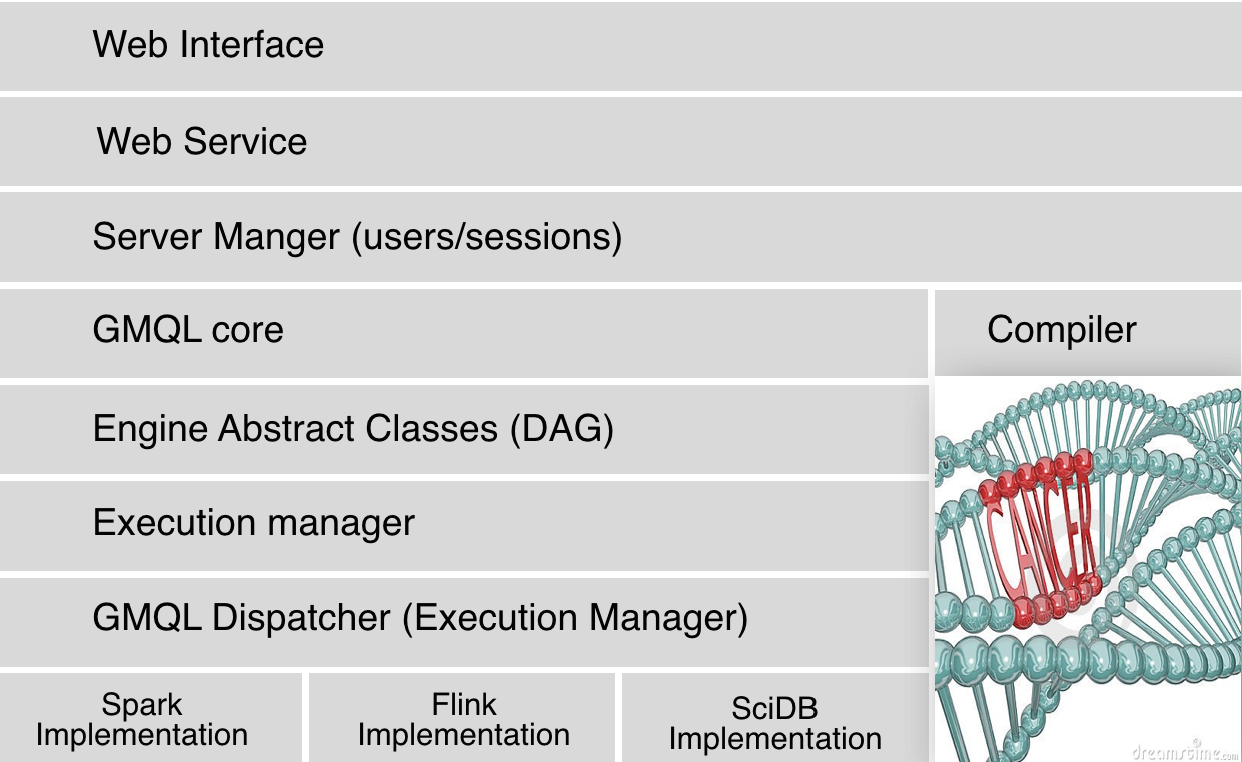 Web Interface
Web Service
Server Manger (users/sessions)
GMQL core
Compiler
Engine Abstract Classes (DAG)
CANCER
Execution manager
GMQL Dispatcher (Execution Manager)
Spark
Implementation
Flink
Implementation
SciDB
Implementation
dreamstime.com